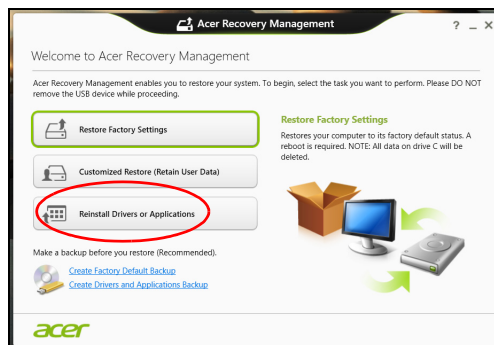 Acer Recovery Management
Welcome to Acer Recovery Management
Acer Recovery Management enables you to restore your system. To begin, select the task you want to perform. Please DO NOT
remove the USB device while proceeding.
Restore Factory Settings
Customized Restore (Retain User Data)
Reinstall Drivers or Applications
Restore Factory Settings
Restores your computer to its factory default status. A
reboot is required. NOTE: All data on drive C will be
deleted.
Make a backup before you restore (Recommended).
Create Factory Default Backup
Create Drivers and Applications Backup
acer